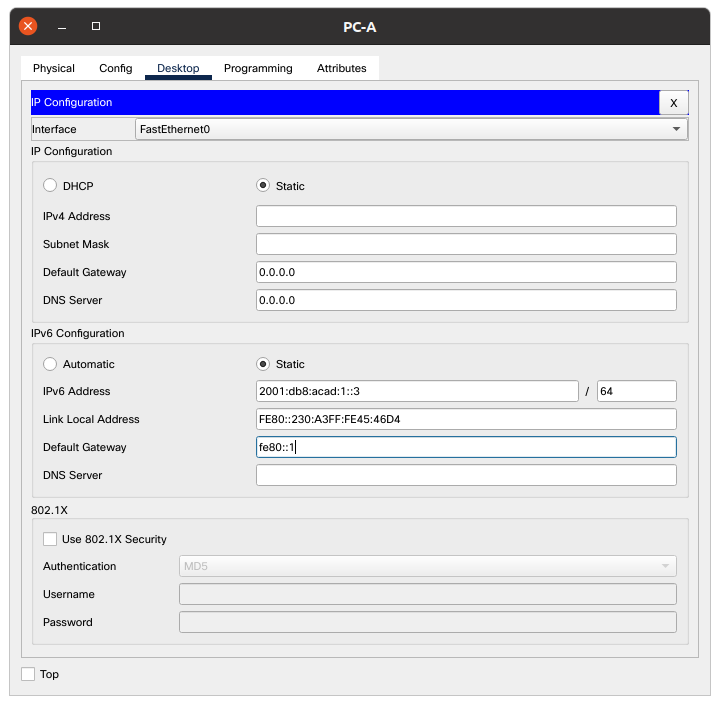 PC-A
Physical Config Desktop Programming Attributes
IP Configuration X
Interface FastEthernet0
IP Configuration
DHCP Static
IPv4 Address
Subnet Mask
Default Gateway 0.0.0.0
DNS Server 0.0.0.0
IPv6 Configuration
Automatic Static
IPv6 Address 2001:db8:acad:1::3 / 64
Link Local Address FE80::230:A3FF:FE45:46D4
Default Gateway fe80::1
DNS Server
802.1X
Use 802.1X Security
Authentication MD5
Username
Password
Top